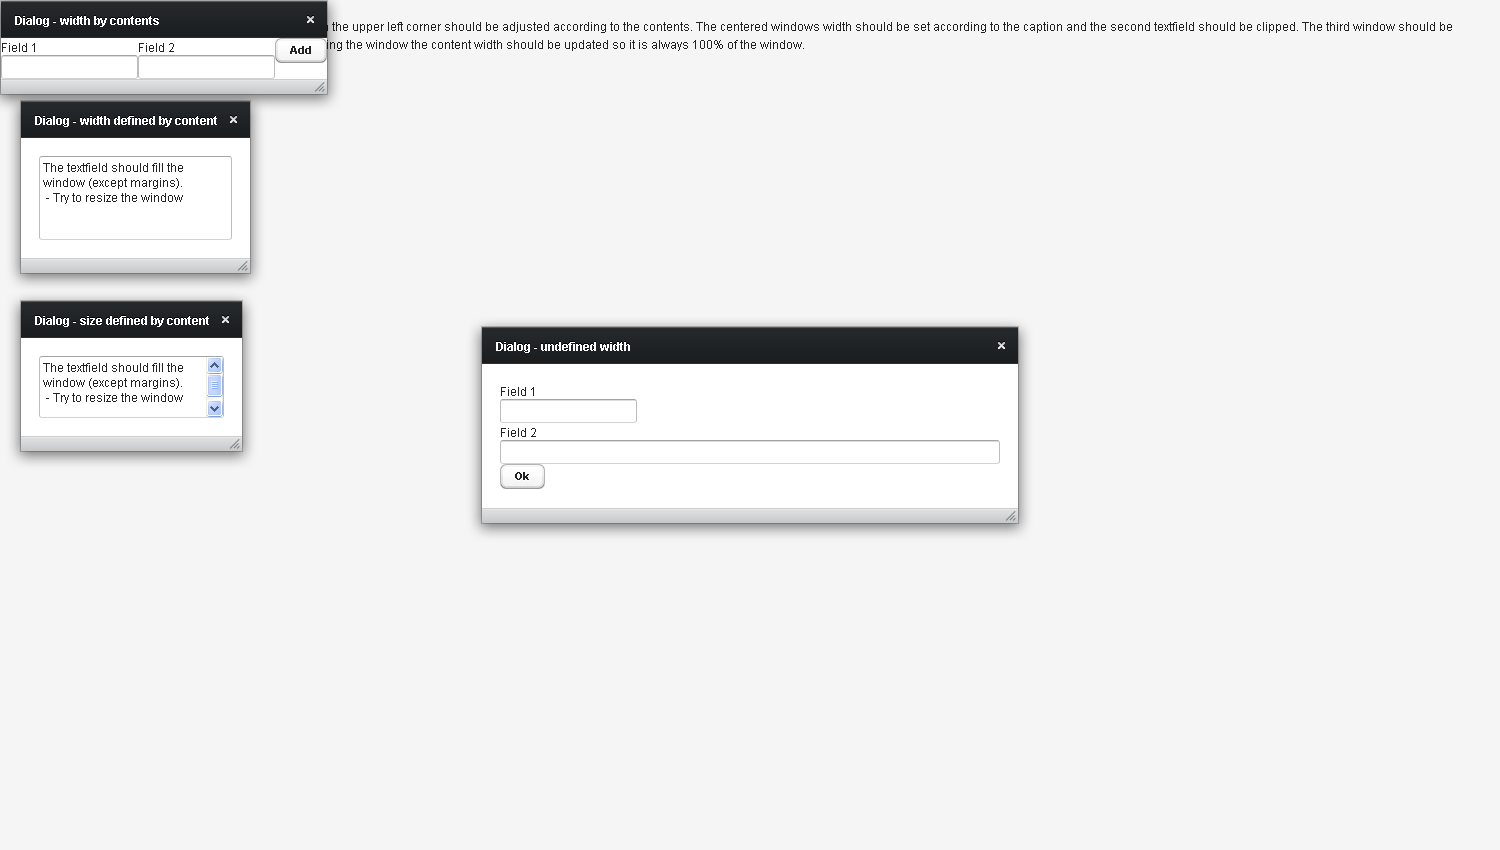 Dialog - width by contents
the upper left corner should be adjusted according to the contents. The centered windows width should be set according to the caption and the second textfield should be clipped. The third window should be
ing the window the content width should be updated so it is always 100% of the window.
Field 1 Field 2 Add
Dialog - width defined by content
The textfield should fill the
window (except margins).
- Try to resize the window
Dialog - size defined by content
The textfield should fill the
window (except margins).
- Try to resize the window
Dialog - undefined width
Field 1
Field 2
Ok